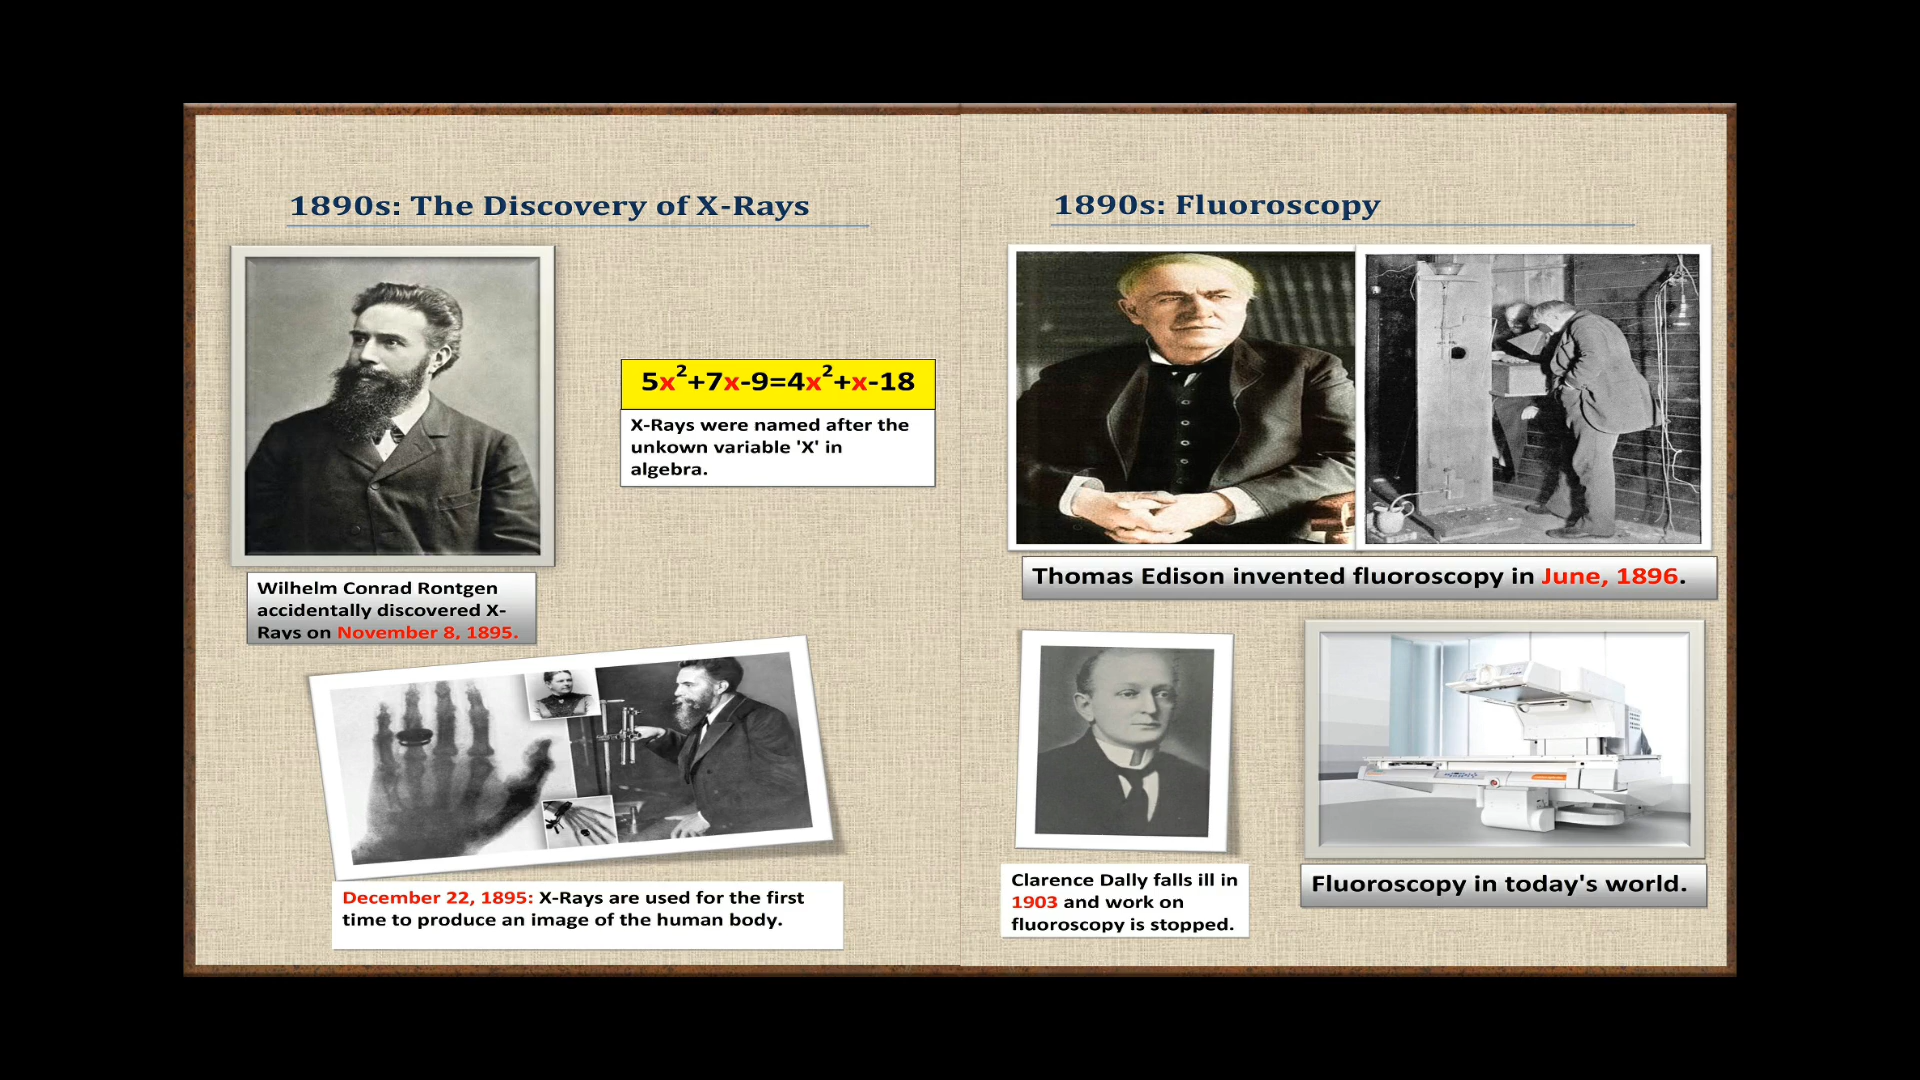 1890s: The Discovery of X-Rays
5x²+7x-9=4x²+x-18
X-Rays were named after the
unkown variable 'X' in
algebra.
Wilhelm Conrad Rontgen
accidentally discovered X-
Rays on November 8, 1895.
December 22, 1895: X-Rays are used for the first
time to produce an image of the human body.
1890s: Fluoroscopy
Thomas Edison invented fluoroscopy in June, 1896.
Clarence Dally falls ill in
1903 and work on
fluoroscopy is stopped.
Fluoroscopy in today's world.